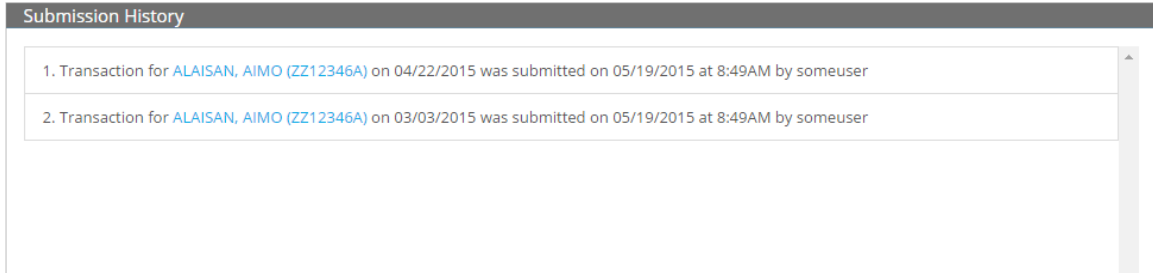 Submission History
1. Transaction for ALAISAN, AIMO (ZZ12346A) on 04/22/2015 was submitted on 05/19/2015 at 8:49AM by someuser
2. Transaction for ALAISAN, AIMO (ZZ12346A) on 03/03/2015 was submitted on 05/19/2015 at 8:49AM by someuser